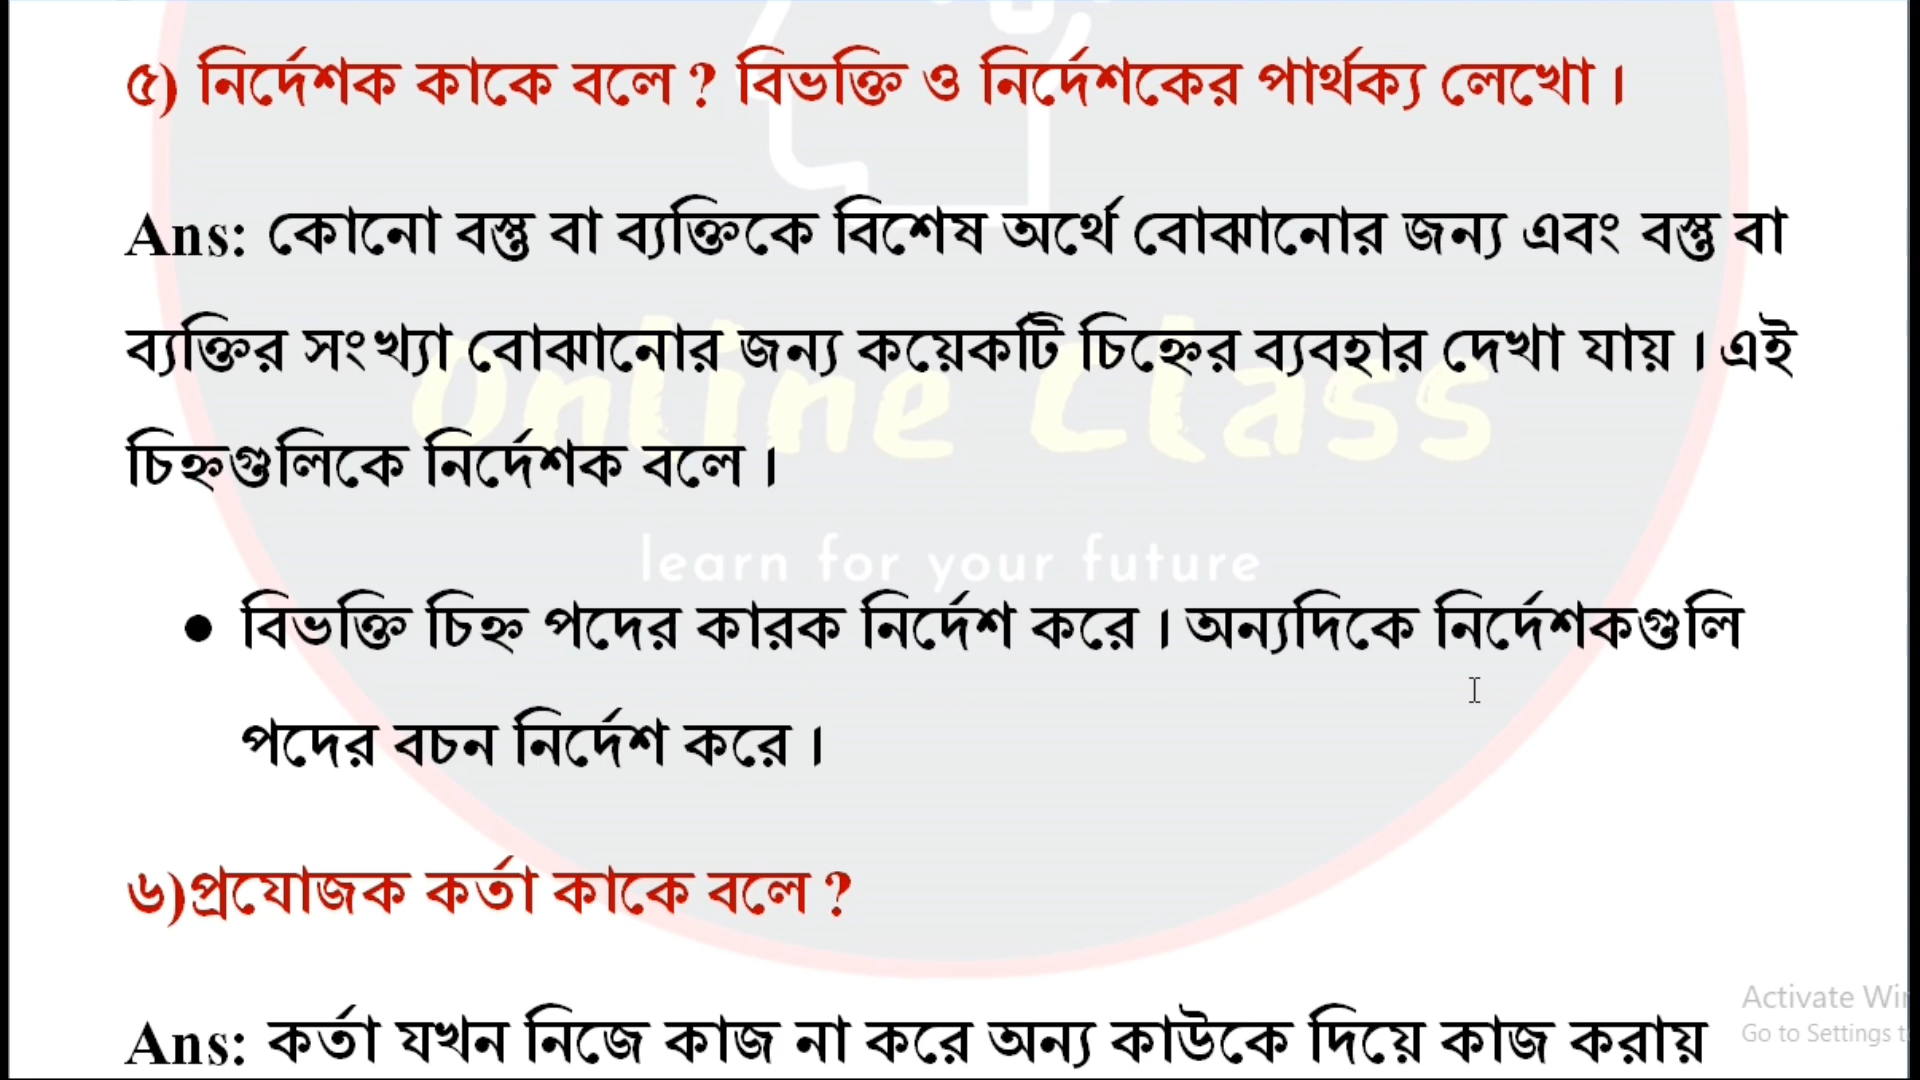 ৫) নির্দেশক কাকে বলে ? বিভক্তি ও নির্দেশকের পার্থক্য লেখো।
Ans: কোনো বস্তু বা ব্যক্তিকে বিশেষ অর্থে বোঝানোর জন্য এবং বস্তু বা
ব্যক্তির সংখ্যা বোঝানোর জন্য কয়েকটি চিহ্নের ব্যবহার দেখা যায়। এই
Online Class
চিহ্নগুলিকে নির্দেশক বলে।
learn for your future
● বিভক্তি চিহ্ন পদের কারক নির্দেশ করে। অন্যদিকে নির্দেশকগুলি
পদের বচন নির্দেশ করে।
৬)প্রযোজক কর্তা কাকে বলে ?
Ans: কর্তা যখন নিজে কাজ না করে অন্য কাউকে দিয়ে কাজ করায়
Activate Wi
Go to Settings t